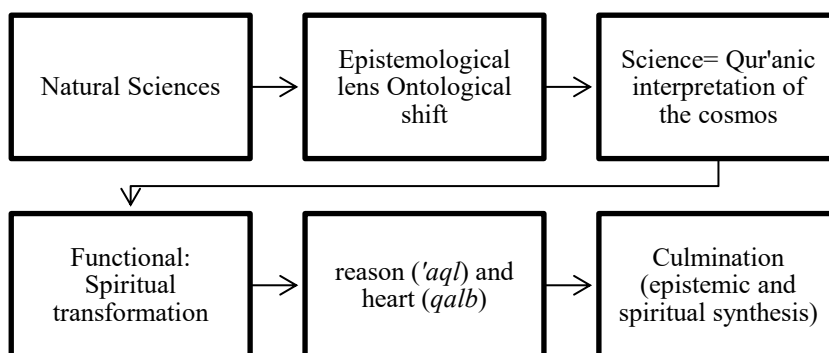 Natural Sciences
Epistemological
lens Ontological
shift
Science= Qur'anic
interpretation of
the cosmos
Functional:
Spiritual
transformation
reason ('aql) and
heart (qalb)
Culmination
(epistemic and
spiritual synthesis)